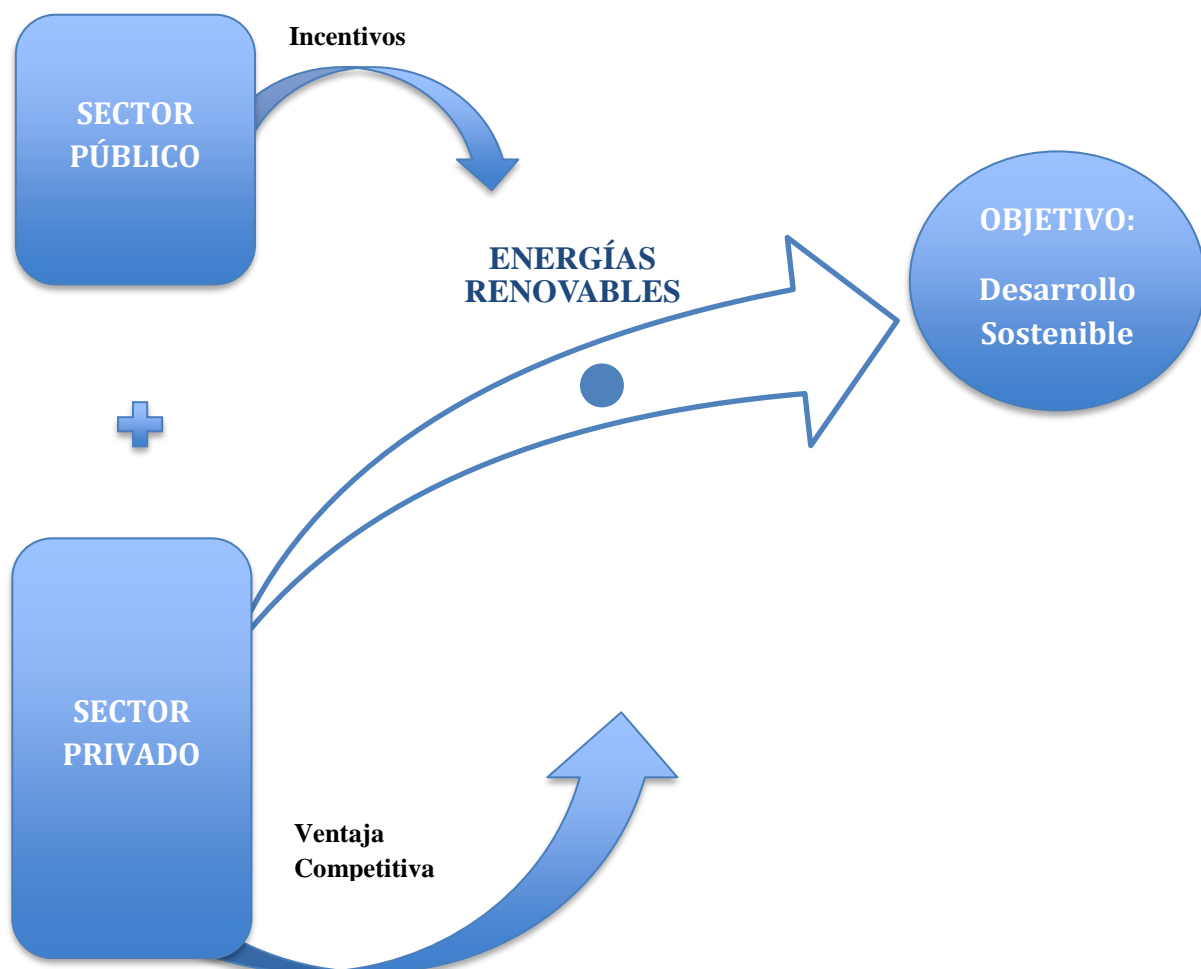 Incentivos
SECTOR
PÚBLICO
ENERGÍAS
RENOVABLES
OBJETIVO:
Desarrollo
Sostenible
SECTOR
PRIVADO
Ventaja
Competitiva